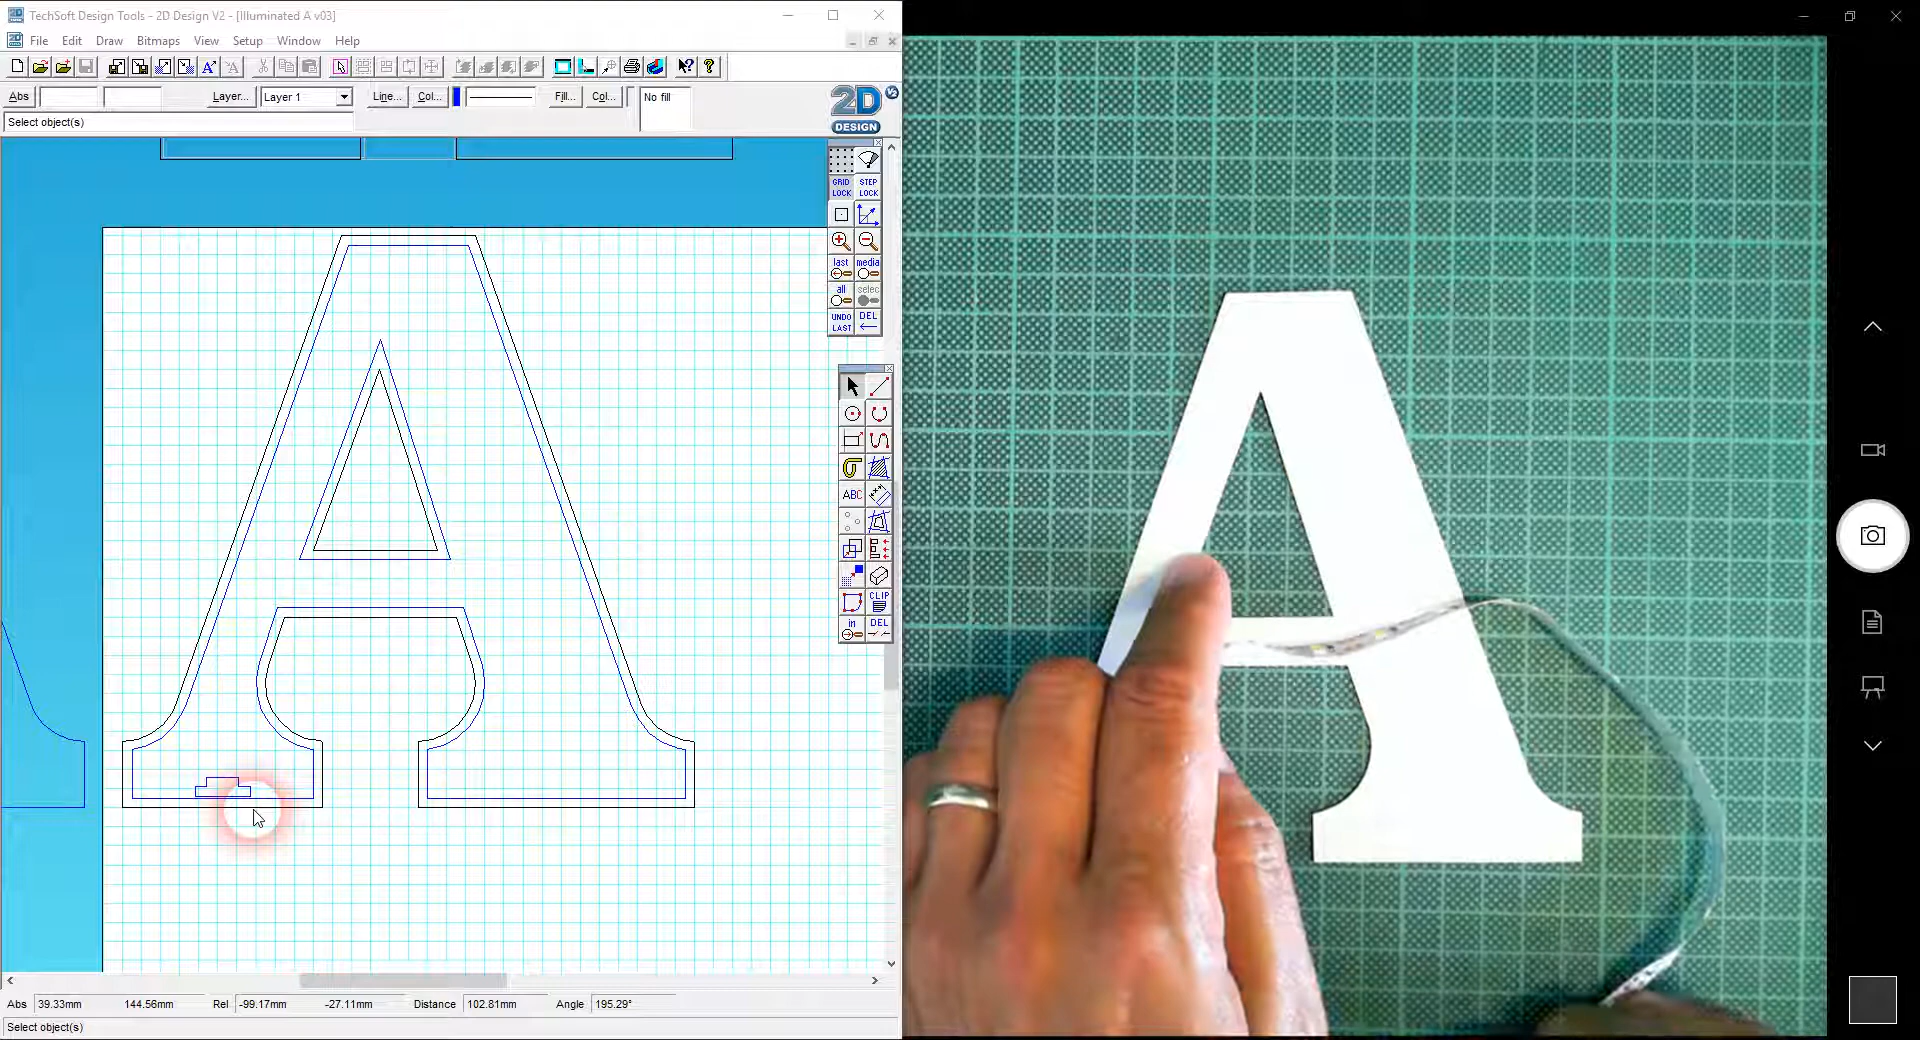 TechSoft Design Tools - 2D Design V2 - [Illuminated A v03]
File Edit Draw Bitmaps View Setup Window Help
Abs Layer... Layer 1 Line... Col... Fill... Col... No fill
2D
DESIGN
V2
Select object(s)
GRID LOCK
STEP LOCK
last
media
all
selec
UNDO LAST
DEL
ABC
CLIP
in
DEL
Abs 39.33mm 144.56mm Rel -99.17mm -27.11mm Distance 102.81mm Angle 195.29°
Select object(s)